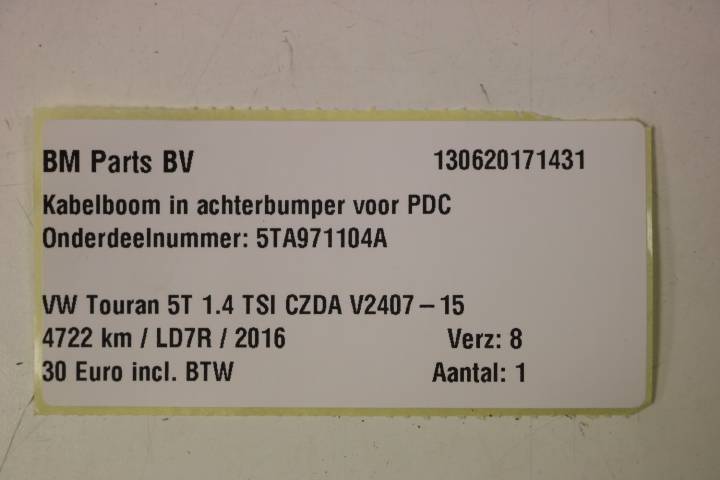 BM Parts BV 130620171431
Kabelboom in achterbumper voor PDC
Onderdeelnummer: 5TA971104A
VW Touran 5T 1.4 TSI CZDA V2407 – 15
4722 km / LD7R / 2016 Verz: 8
30 Euro incl. BTW Aantal: 1